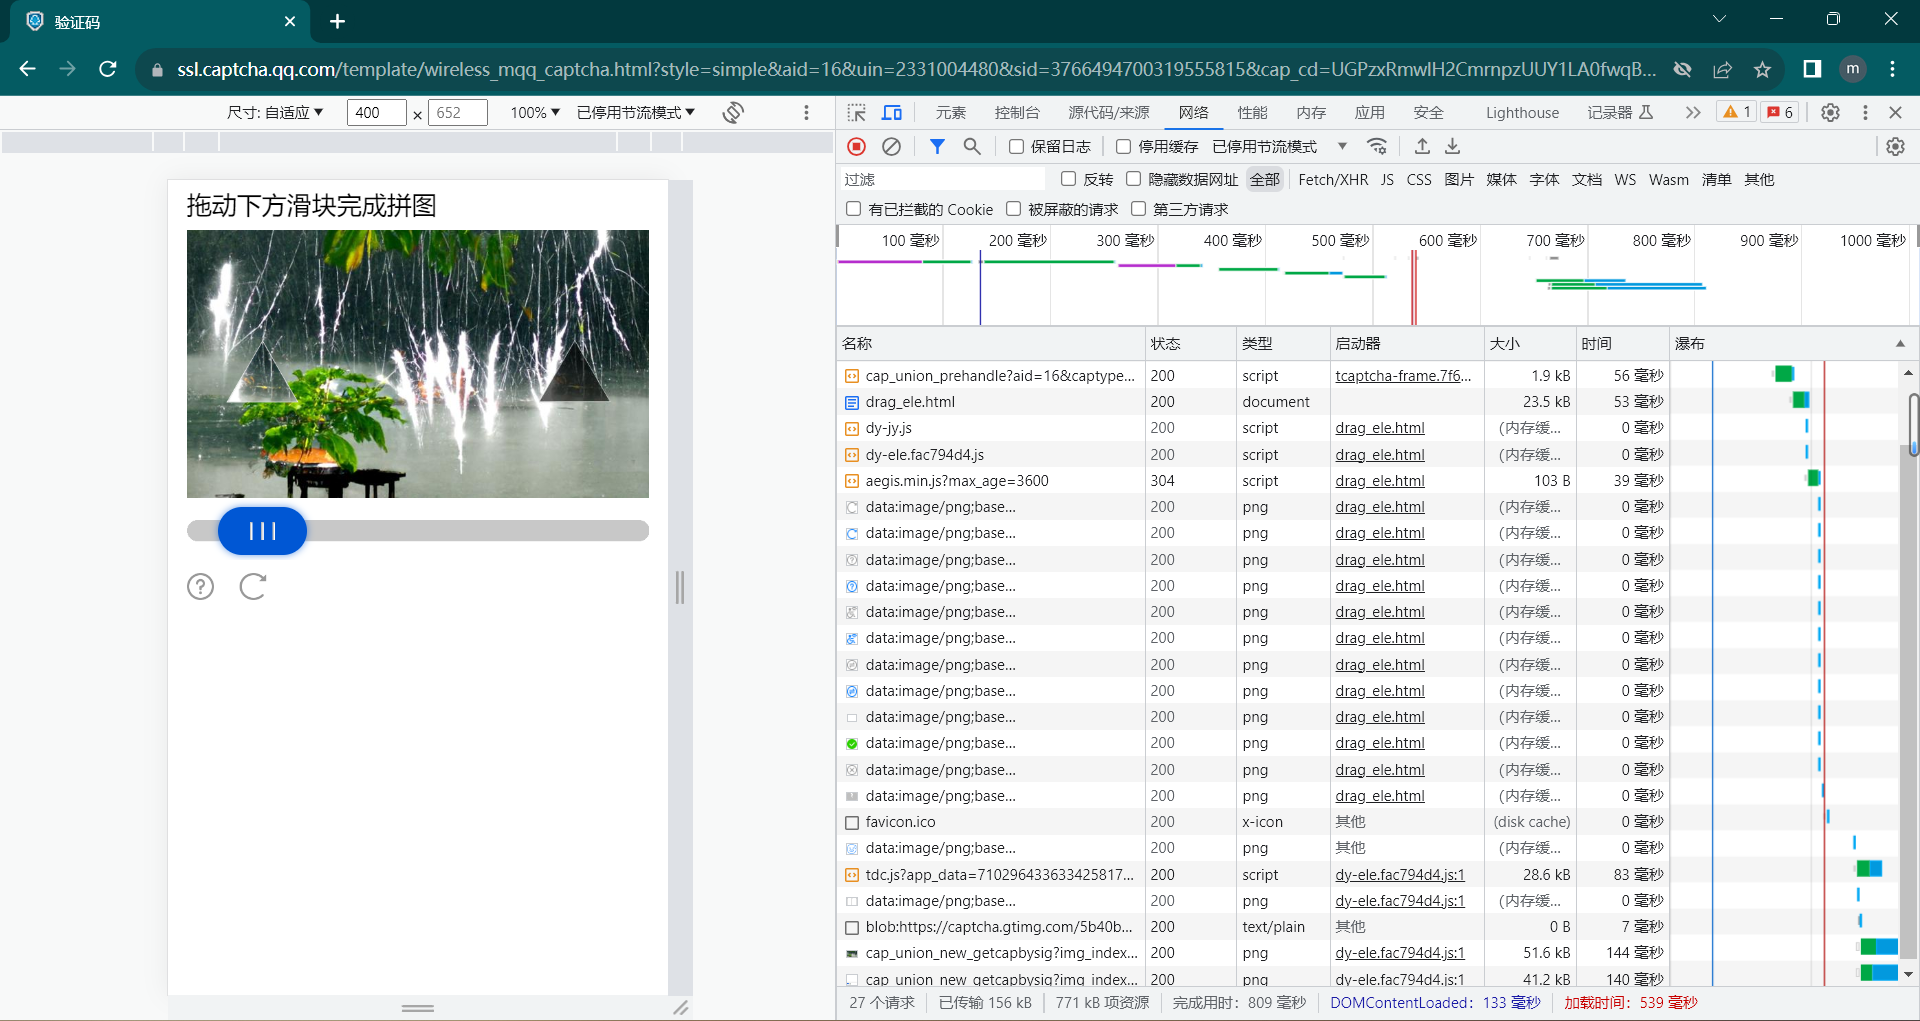 验证码
ssl.captcha.qq.com/template/wireless_mqq_captcha.html?style=simple&aid=16&uin=2331004480&sid=3766494700319555815&cap_cd=UGPzxRmwIH2CmrnpzUUY1LA0fwqB...
m
尺寸: 自适应 400 × 652 100% 已停用节流模式
拖动下方滑块完成拼图
元素 控制台 源代码/来源 网络 性能 内存 应用 安全 Lighthouse 记录器 1 6
保留日志 停用缓存 已停用节流模式
过滤 反转 隐藏数据网址 全部 Fetch/XHR JS CSS 图片 媒体 字体 文档 WS Wasm 清单 其他
有已拦截的 Cookie 被屏蔽的请求 第三方请求
100 毫秒 200 毫秒 300 毫秒 400 毫秒 500 毫秒 600 毫秒 700 毫秒 800 毫秒 900 毫秒 1000 毫秒
名称 状态 类型 启动器 大小 时间 瀑布
cap_union_prehandle?aid=16&captype... 200 script tcaptcha-frame.7f6... 1.9 kB 56 毫秒
drag_ele.html 200 document 23.5 kB 53 毫秒
dy-jy.js 200 script drag_ele.html (内存缓... 0 毫秒
dy-ele.fac794d4.js 200 script drag_ele.html (内存缓... 0 毫秒
aegis.min.js?max_age=3600 304 script drag_ele.html 103 B 39 毫秒
data:image/png;base... 200 png drag_ele.html (内存缓... 0 毫秒
data:image/png;base... 200 png drag_ele.html (内存缓... 0 毫秒
data:image/png;base... 200 png drag_ele.html (内存缓... 0 毫秒
data:image/png;base... 200 png drag_ele.html (内存缓... 0 毫秒
data:image/png;base... 200 png drag_ele.html (内存缓... 0 毫秒
data:image/png;base... 200 png drag_ele.html (内存缓... 0 毫秒
data:image/png;base... 200 png drag_ele.html (内存缓... 0 毫秒
data:image/png;base... 200 png drag_ele.html (内存缓... 0 毫秒
data:image/png;base... 200 png drag_ele.html (内存缓... 0 毫秒
data:image/png;base... 200 png drag_ele.html (内存缓... 0 毫秒
data:image/png;base... 200 png drag_ele.html (内存缓... 0 毫秒
data:image/png;base... 200 png drag_ele.html (内存缓... 0 毫秒
favicon.ico 200 x-icon 其他 (disk cache) 0 毫秒
data:image/png;base... 200 png 其他 (内存缓... 0 毫秒
tdc.js?app_data=710296433633425817... 200 script dy-ele.fac794d4.js:1 28.6 kB 83 毫秒
data:image/png;base... 200 png dy-ele.fac794d4.js:1 (内存缓... 0 毫秒
blob:https://captcha.gtimg.com/5b40b... 200 text/plain 其他 0 B 7 毫秒
cap_union_new_getcapbysig?img_index... 200 png dy-ele.fac794d4.js:1 51.6 kB 144 毫秒
cap_union_new_getcapbysig?img_index... 200 png dy-ele.fac794d4.js:1 41.2 kB 140 毫秒
27 个请求 已传输 156 kB 771 kB 项资源 完成用时: 809 毫秒 DOMContentLoaded: 133 毫秒 加载时间: 539 毫秒